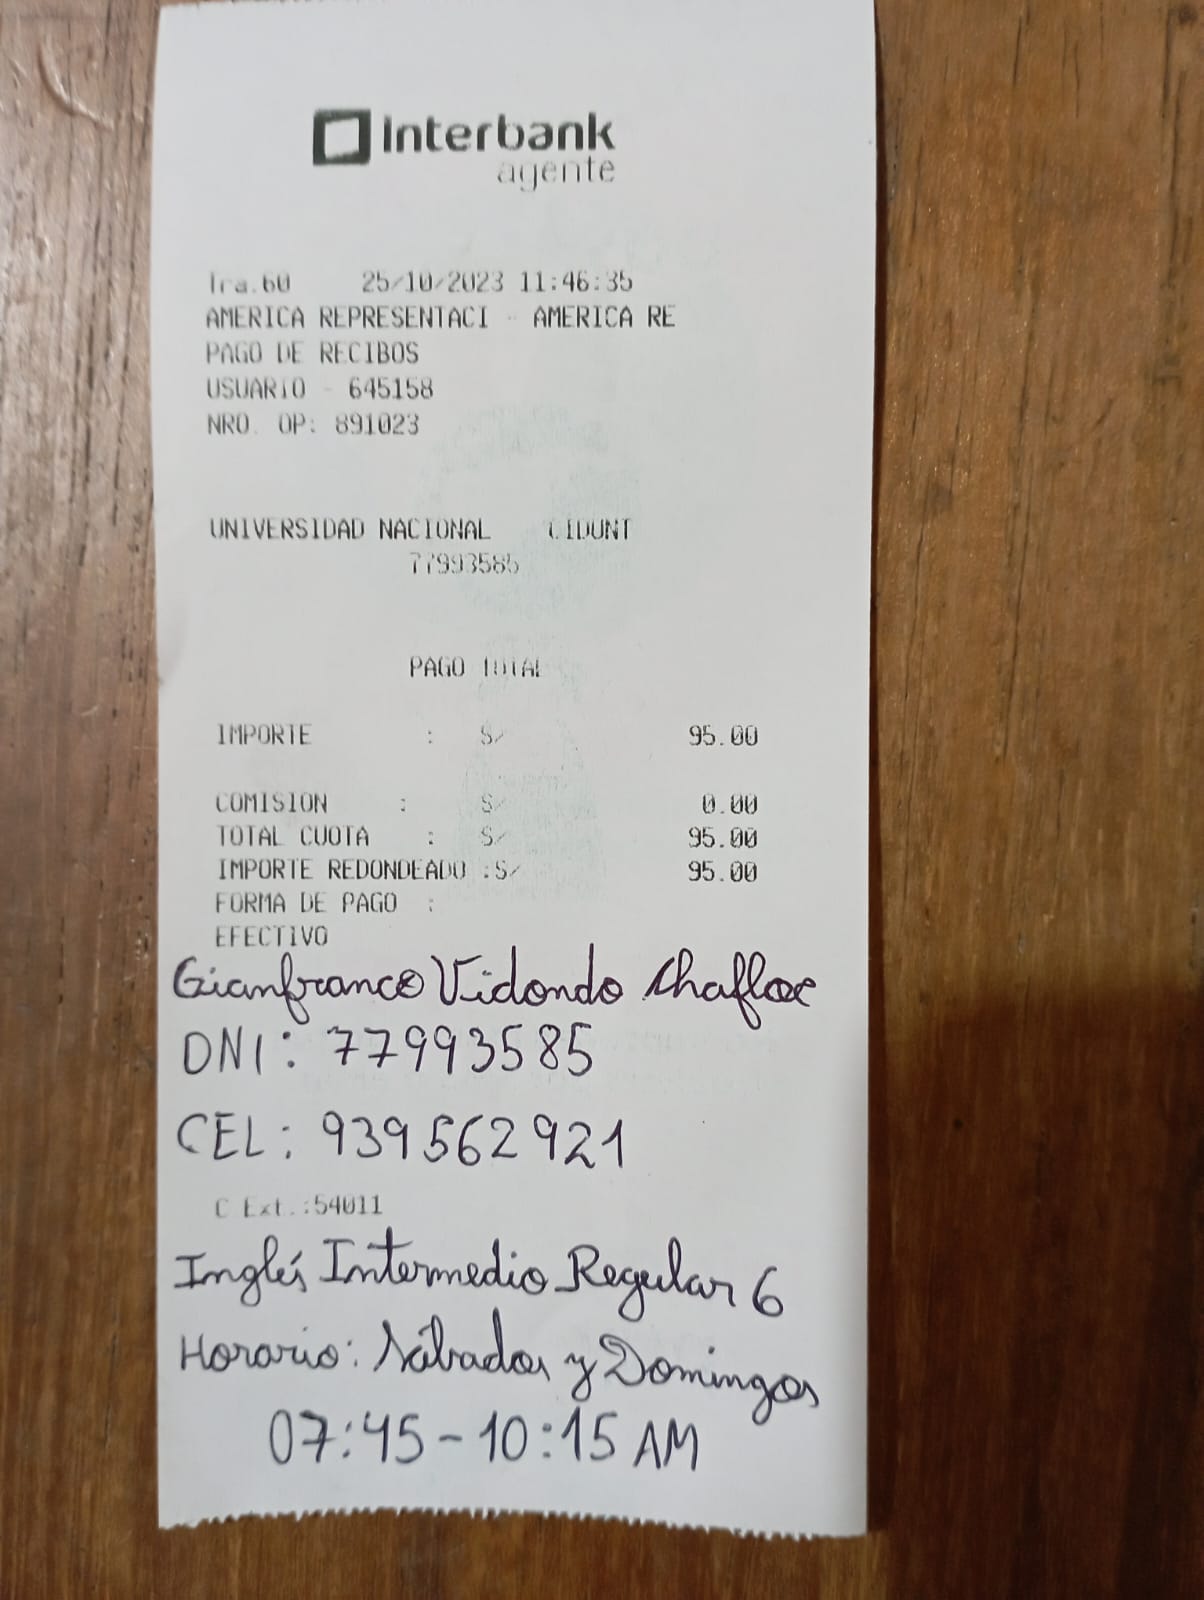 Interbank
agente
Tra.60 25/10/2023 11:46:35
AMERICA REPRESENTACI - AMERICA RE
PAGO DE RECIBOS
USUARIO - 645158
NRO. OP: 891023
UNIVERSIDAD NACIONAL CIDUNT
77993585
PAGO TOTAL
IMPORTE : S/ 95.00
COMISION : S/ 0.00
TOTAL CUOTA : S/ 95.00
IMPORTE REDONDEADO :S/ 95.00
FORMA DE PAGO :
EFECTIVO
Gianfranco Vidondo Chafloc
DNI: 77993585
CEL: 939562921
C Ext.:54011
Inglés Intermedio Regular 6
Horario: Sábados y Domingos
07:45-10:15 AM